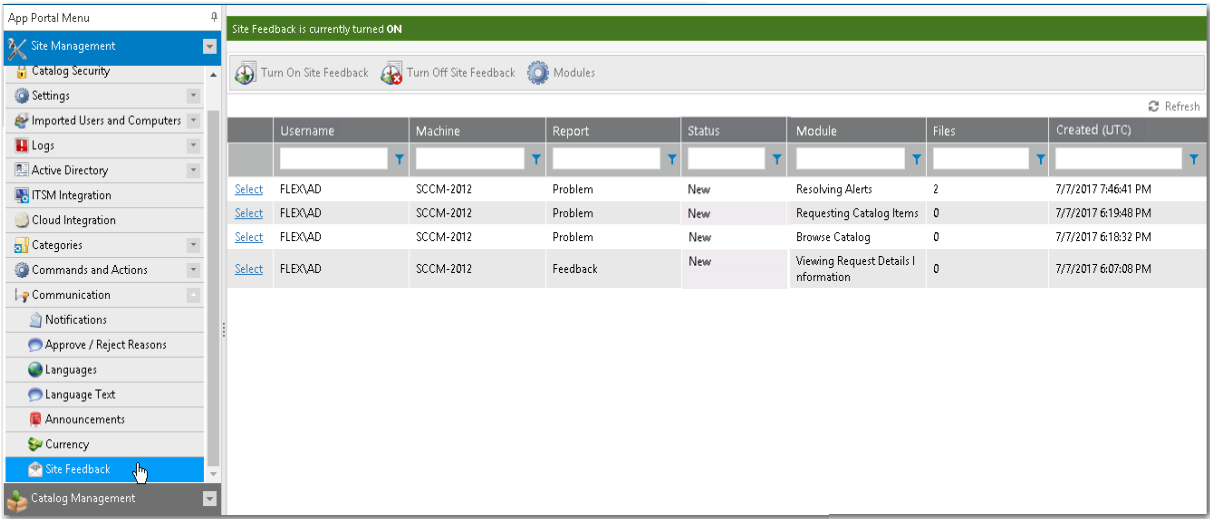 App Portal Menu
Site Management
Catalog Security
Settings
Imported Users and Computers
Logs
Active Directory
ITSM Integration
Cloud Integration
Categories
Commands and Actions
Communication
Notifications
Approve / Reject Reasons
Languages
Language Text
Announcements
Currency
Site Feedback
Catalog Management
Site Feedback is currently turned ON
Turn On Site Feedback Turn Off Site Feedback Modules
Refresh
Username Machine Report Status Module Files Created (UTC)
Select FLEX\AD SCCM-2012 Problem New Resolving Alerts 2 7/7/2017 7:46:41 PM
Select FLEX\AD SCCM-2012 Problem New Requesting Catalog Items 0 7/7/2017 6:19:48 PM
Select FLEX\AD SCCM-2012 Problem New Browse Catalog 0 7/7/2017 6:18:32 PM
Select FLEX\AD SCCM-2012 Feedback New Viewing Request Details I 0 7/7/2017 6:07:08 PM
nformation